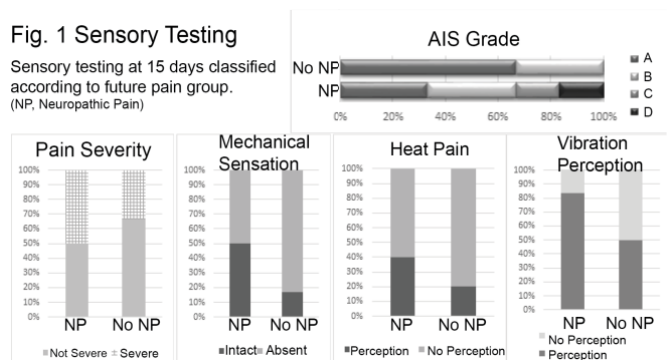 Fig. 1 Sensory Testing
Sensory testing at 15 days classified
according to future pain group.
(NP, Neuropathic Pain)
AIS Grade
No NP
NP
0% 20% 40% 60% 80% 100%
A
B
C
D
Pain Severity
100%
90%
80%
70%
60%
50%
40%
30%
20%
10%
0%
NP No NP
Not Severe Severe
Mechanical
Sensation
100%
90%
80%
70%
60%
50%
40%
30%
20%
10%
0%
NP No NP
Intact Absent
Heat Pain
100%
90%
80%
70%
60%
50%
40%
30%
20%
10%
0%
NP No NP
Perception No Perception
Vibration
Perception
100%
90%
80%
70%
60%
50%
40%
30%
20%
10%
0%
NP No NP
No Perception
Perception